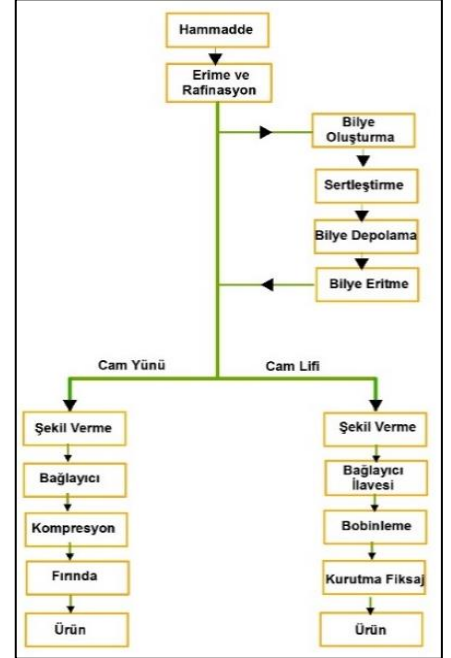 Hammadde
Erime ve
Rafinasyon
Bilye
Oluşturma
Sertleştirme
Bilye Depolama
Bilye Eritme
Cam Yünü
Cam Lifi
Şekil Verme
Bağlayıcı
Kompresyon
Fırında
Ürün
Şekil Verme
Bağlayıcı
İlavesi
Bobinleme
Kurutma Fiksaj
Ürün